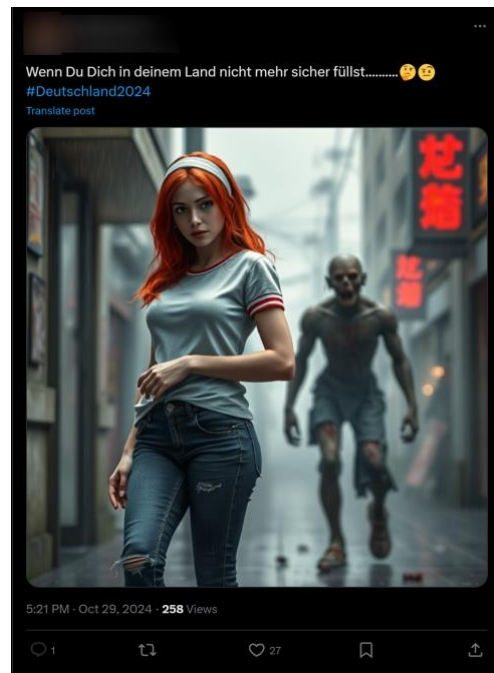 Wenn Du Dich in deinem Land nicht mehr sicher füllst..........🤔🤨
#Deutschland2024
Translate post
5:21 PM · Oct 29, 2024 · 258 Views
1
27